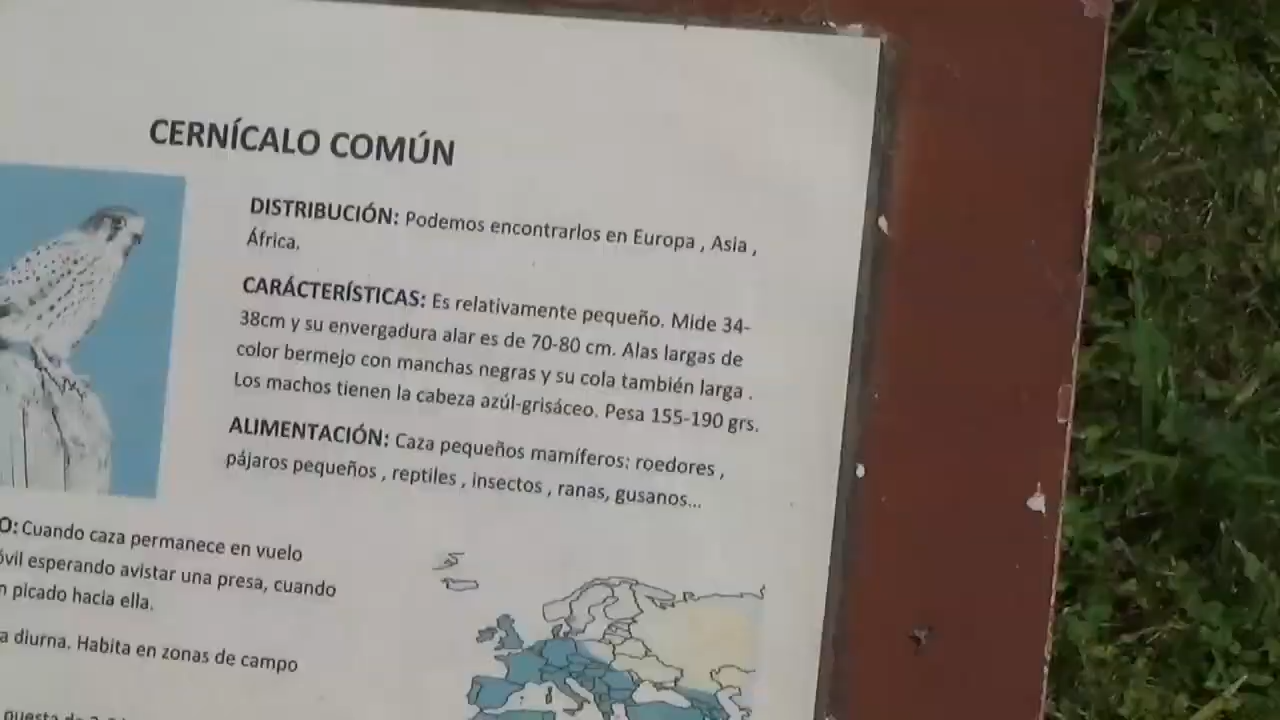 CERNÍCALO COMÚN
DISTRIBUCIÓN: Podemos encontrarlos en Europa , Asia ,
África.
CARÁCTERÍSTICAS: Es relativamente pequeño. Mide 34-
38cm y su envergadura alar es de 70-80 cm. Alas largas de
color bermejo con manchas negras y su cola también larga .
Los machos tienen la cabeza azúl-grisáceo. Pesa 155-190 grs.
ALIMENTACIÓN: Caza pequeños mamíferos: roedores ,
pájaros pequeños , reptiles , insectos , ranas, gusanos...
O: Cuando caza permanece en vuelo
óvil esperando avistar una presa, cuando
n picado hacia ella.
a diurna. Habita en zonas de campo